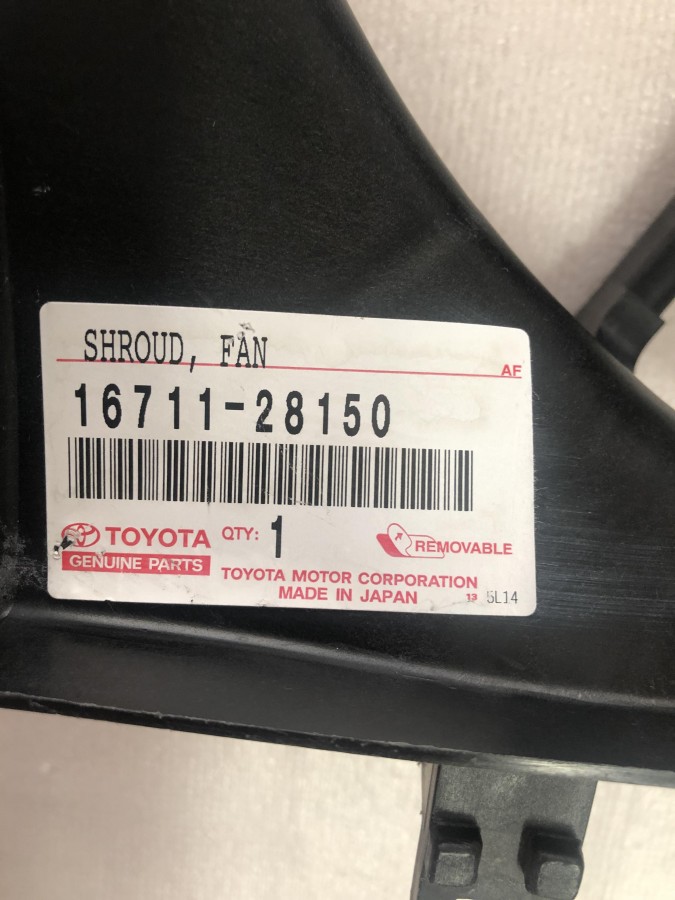 SHROUD, FAN
AF
16711-28150
TOYOTA QTY: 1 REMOVABLE
GENUINE PARTS
TOYOTA MOTOR CORPORATION
MADE IN JAPAN 13 5L14